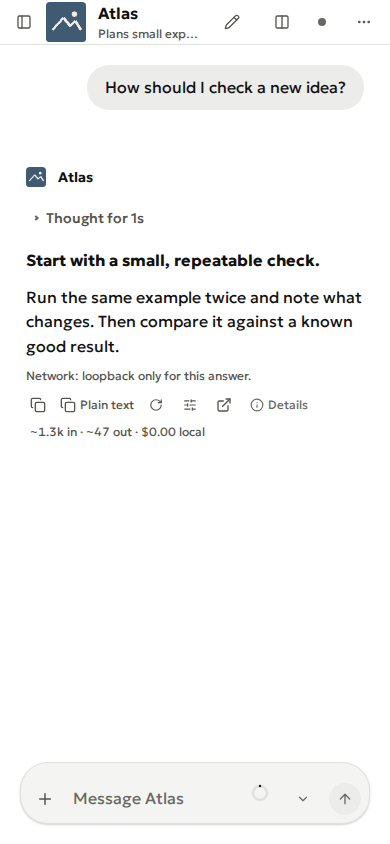 Atlas
Plans small exp...
How should I check a new idea?
Atlas
Thought for 1s
Start with a small, repeatable check.
Run the same example twice and note what
changes. Then compare it against a known
good result.
Network: loopback only for this answer.
Plain text
Details
~1.3k in · ~47 out · $0.00 local
Message Atlas